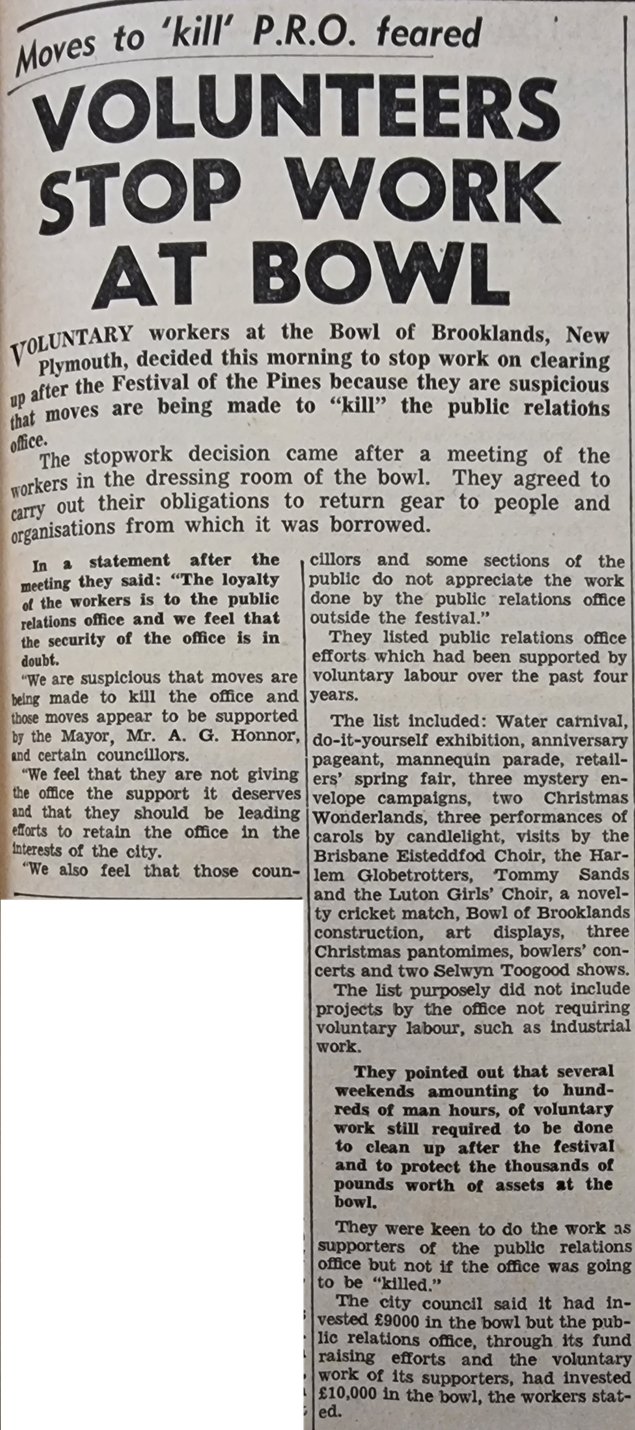 Moves to 'kill' P.R.O. feared
VOLUNTEERS
STOP WORK
AT BOWL
VOLUNTARY workers at the Bowl of Brooklands, New
Plymouth, decided this morning to stop work on clearing
up after the Festival of the Pines because they are suspicious
that moves are being made to "kill" the public relations
office.
The stopwork decision came after a meeting of the
workers in the dressing room of the bowl. They agreed to
carry out their obligations to return gear to people and
organisations from which it was borrowed.
In a statement after the
meeting they said: "The loyalty
of the workers is to the public
relations office and we feel that
the security of the office is in
doubt.
"We are suspicious that moves are
being made to kill the office and
those moves appear to be supported
by the Mayor, Mr. A. G. Honnor,
and certain councillors.
"We feel that they are not giving
the office the support it deserves
and that they should be leading
efforts to retain the office in the
interests of the city.
"We also feel that those coun-
cillors and some sections of the
public do not appreciate the work
done by the public relations office
outside the festival."
They listed public relations office
efforts which had been supported by
voluntary labour over the past four
years.
The list included: Water carnival,
do-it-yourself exhibition, anniversary
pageant, mannequin parade, retail-
ers' spring fair, three mystery en-
velope campaigns, two Christmas
Wonderlands, three performances of
carols by candlelight, visits by the
Brisbane Eisteddfod Choir, the Har-
lem Globetrotters, Tommy Sands
and the Luton Girls' Choir, a novel-
ty cricket match, Bowl of Brooklands
construction, art displays, three
Christmas pantomimes, bowlers' con-
certs and two Selwyn Toogood shows.
The list purposely did not include
projects by the office not requiring
voluntary labour, such as industrial
work.
They pointed out that several
weekends amounting to hund-
reds of man hours, of voluntary
work still required to be done
to clean up after the festival
and to protect the thousands of
pounds worth of assets at the
bowl.
They were keen to do the work as
supporters of the public relations
office but not if the office was going
to be "killed."
The city council said it had in-
vested £9000 in the bowl but the pub-
lic relations office, through its fund
raising efforts and the voluntary
work of its supporters, had invested
£10,000 in the bowl, the workers stat-
ed.